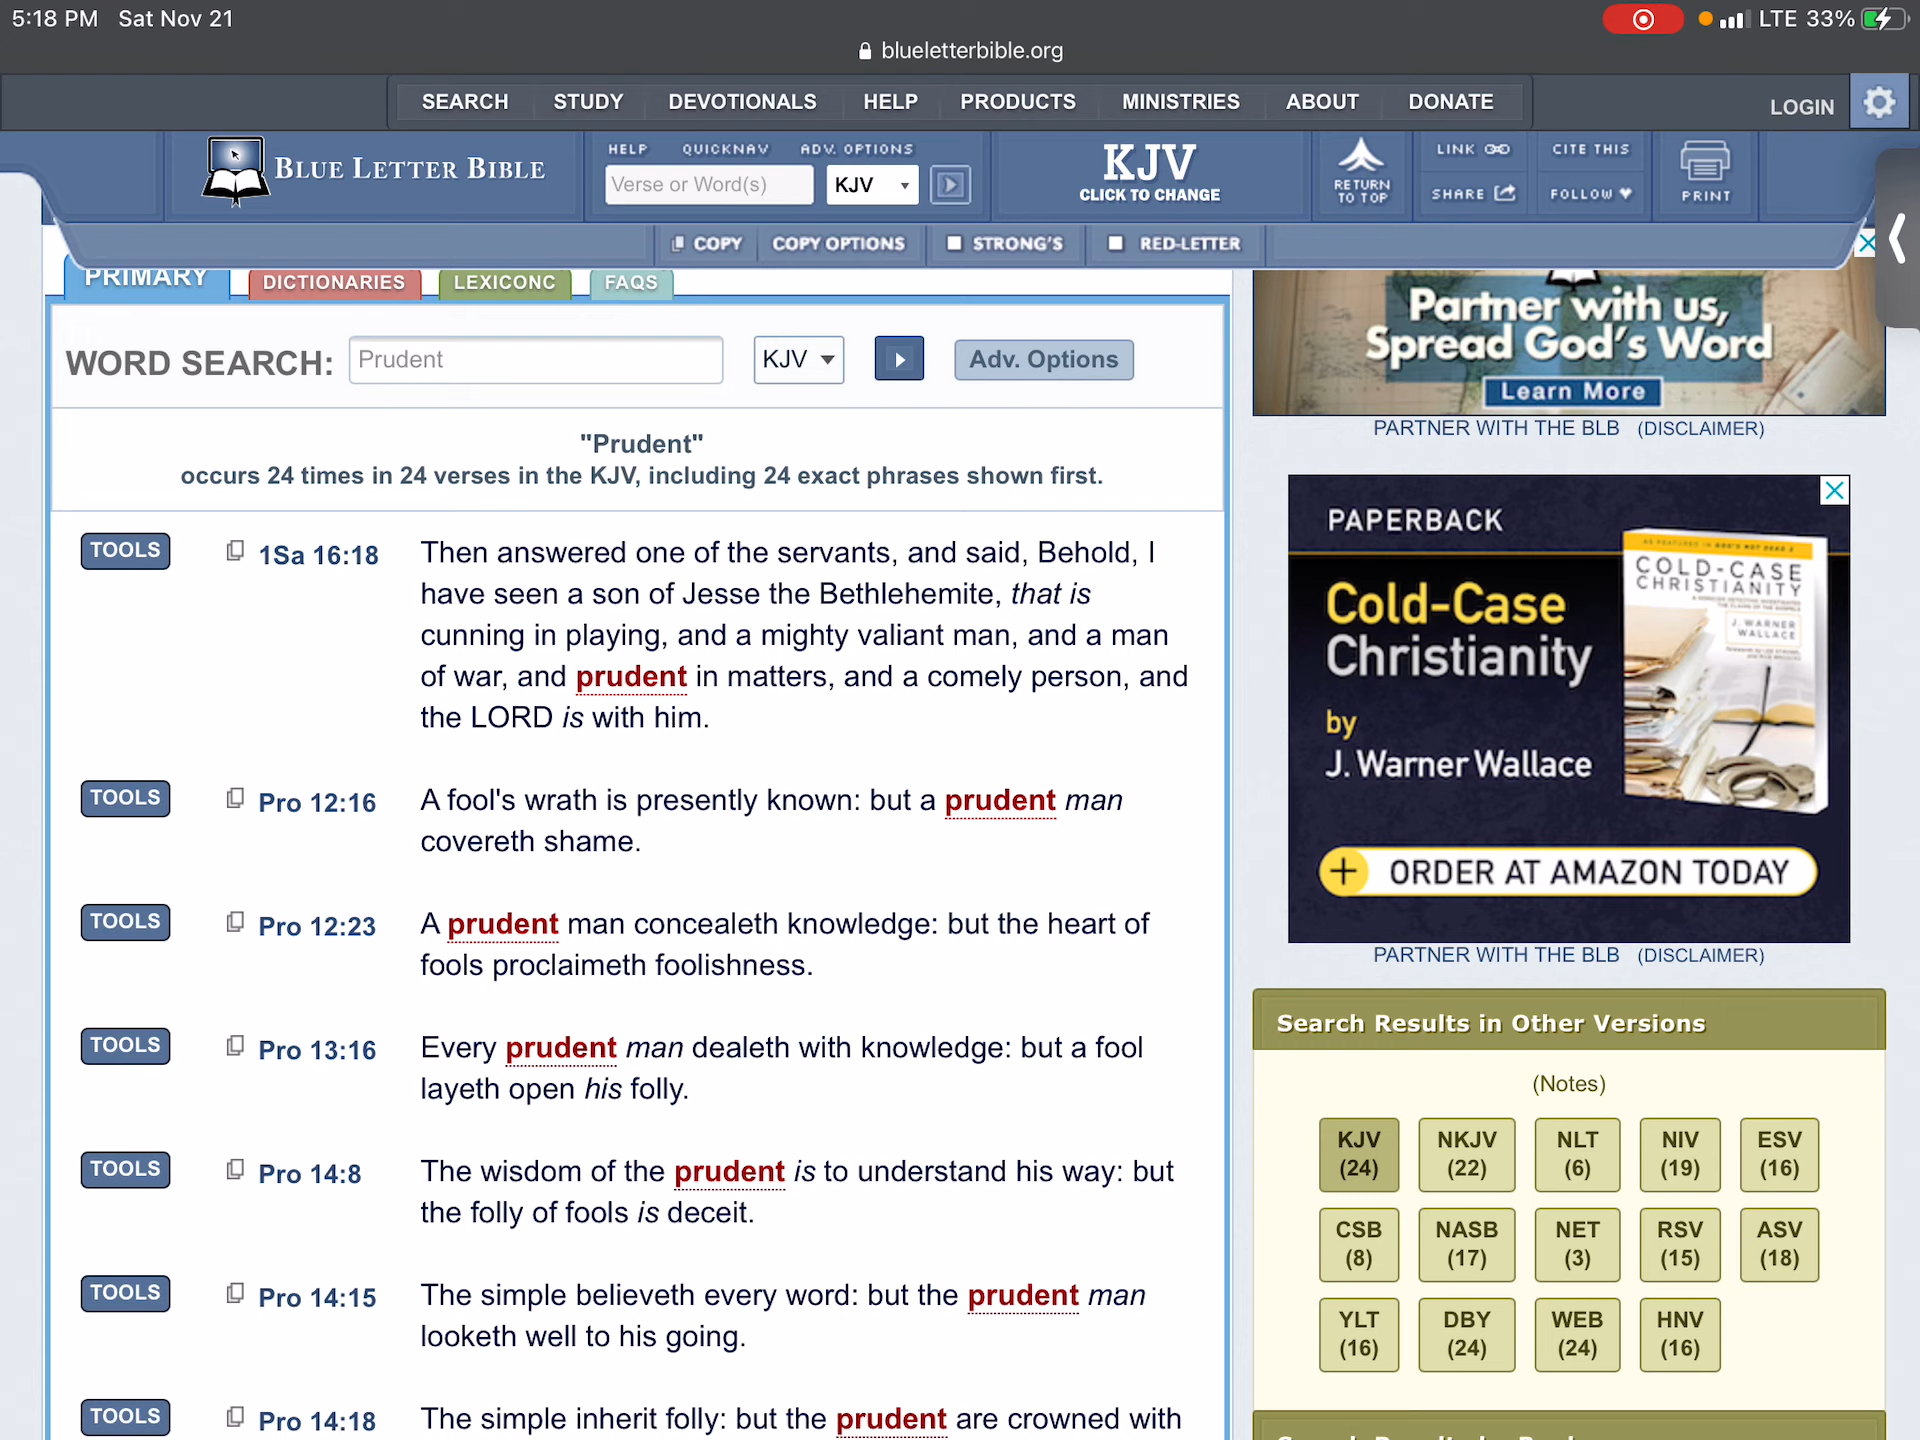 5:18 PM Sat Nov 21
LTE 33%
blueletterbible.org
SEARCH STUDY DEVOTIONALS HELP PRODUCTS MINISTRIES ABOUT DONATE
LOGIN
BLUE LETTER BIBLE
HELP QUICKNAV ADV. OPTIONS
Verse or Word(s) KJV
KJV
CLICK TO CHANGE
RETURN
TO TOP
LINK
SHARE
CITE THIS
FOLLOW
PRINT
COPY COPY OPTIONS STRONG'S RED-LETTER
PRIMARY DICTIONARIES LEXICONC FAQS
WORD SEARCH: Prudent KJV Adv. Options
"Prudent"
occurs 24 times in 24 verses in the KJV, including 24 exact phrases shown first.
TOOLS 1Sa 16:18 Then answered one of the servants, and said, Behold, I
have seen a son of Jesse the Bethlehemite, that is
cunning in playing, and a mighty valiant man, and a man
of war, and prudent in matters, and a comely person, and
the LORD is with him.
TOOLS Pro 12:16 A fool's wrath is presently known: but a prudent man
covereth shame.
TOOLS Pro 12:23 A prudent man concealeth knowledge: but the heart of
fools proclaimeth foolishness.
TOOLS Pro 13:16 Every prudent man dealeth with knowledge: but a fool
layeth open his folly.
TOOLS Pro 14:8 The wisdom of the prudent is to understand his way: but
the folly of fools is deceit.
TOOLS Pro 14:15 The simple believeth every word: but the prudent man
looketh well to his going.
TOOLS Pro 14:18 The simple inherit folly: but the prudent are crowned with
Partner with us,
Spread God's Word
Learn More
PARTNER WITH THE BLB (DISCLAIMER)
PAPERBACK
Cold-Case
Christianity
by
J. Warner Wallace
AS FEATURED IN GOD'S NOT DEAD 2
COLD-CASE
CHRISTIANITY
J. WARNER
WALLACE
+ ORDER AT AMAZON TODAY
PARTNER WITH THE BLB (DISCLAIMER)
Search Results in Other Versions
(Notes)
KJV NKJV NLT NIV ESV
(24) (22) (6) (19) (16)
CSB NASB NET RSV ASV
(8) (17) (3) (15) (18)
YLT DBY WEB HNV
(16) (24) (24) (16)